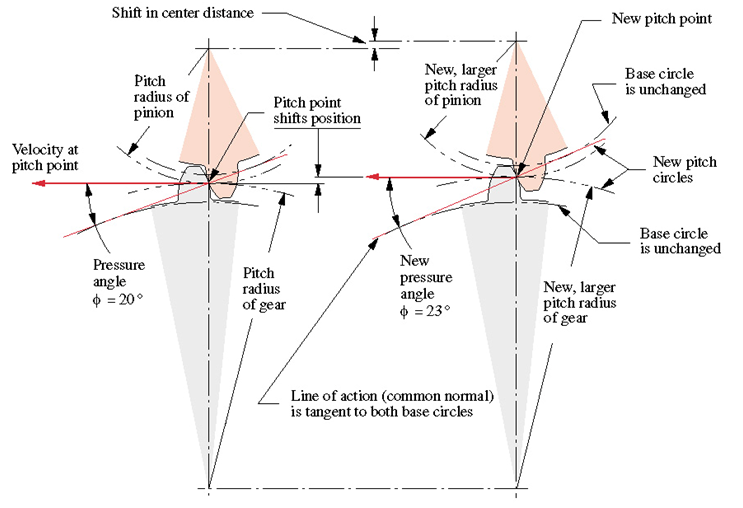 Shift in center distance
New pitch point
Pitch
radius of
pinion
Pitch point
shifts position
New, larger
pitch radius
of pinion
Base circle
is unchanged
Velocity at
pitch point
New pitch
circles
Base circle
is unchanged
Pressure
angle
ϕ = 20°
Pitch
radius
of gear
New
pressure
angle
ϕ = 23°
New, larger
pitch radius
of gear
Line of action (common normal)
is tangent to both base circles